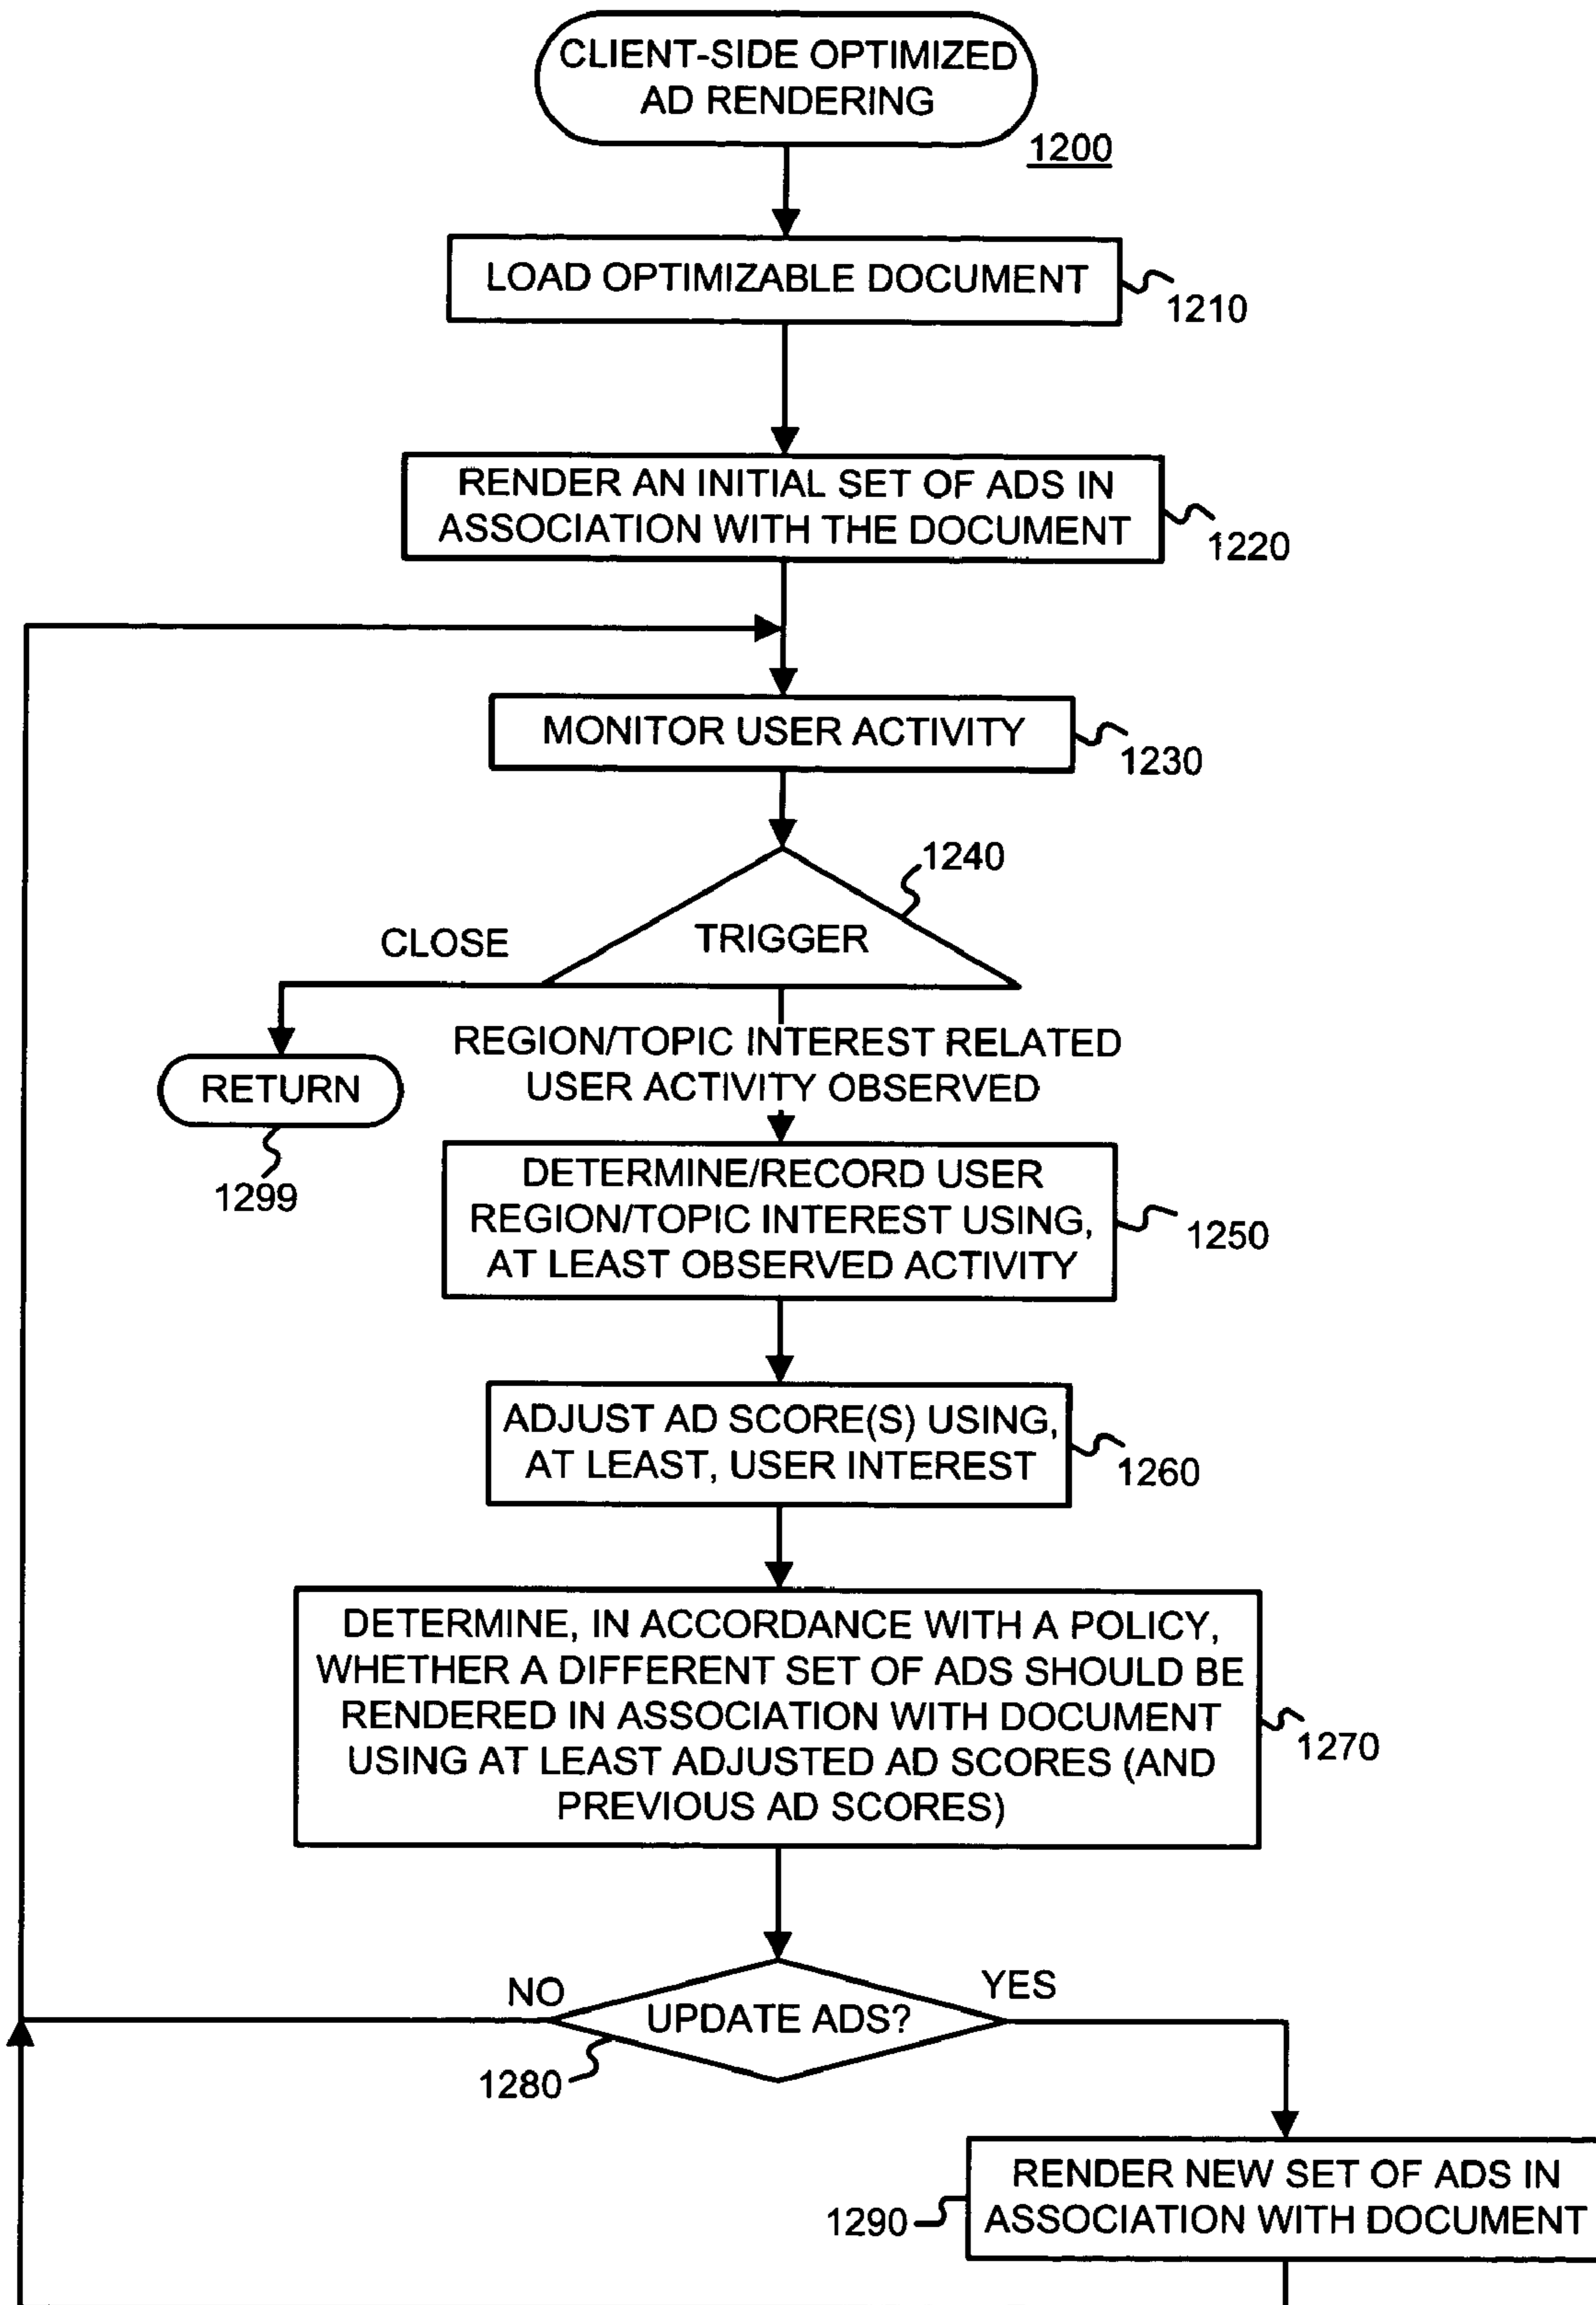 CLIENT-SIDE OPTIMIZED
AD RENDERING
1200
LOAD OPTIMIZABLE DOCUMENT
1210
RENDER AN INITIAL SET OF ADS IN
ASSOCIATION WITH THE DOCUMENT
1220
MONITOR USER ACTIVITY
1230
1240
TRIGGER
CLOSE
REGION/TOPIC INTEREST RELATED
USER ACTIVITY OBSERVED
RETURN
1299
DETERMINE/RECORD USER
REGION/TOPIC INTEREST USING,
AT LEAST OBSERVED ACTIVITY
1250
ADJUST AD SCORE(S) USING,
AT LEAST, USER INTEREST
1260
DETERMINE, IN ACCORDANCE WITH A POLICY,
WHETHER A DIFFERENT SET OF ADS SHOULD BE
RENDERED IN ASSOCIATION WITH DOCUMENT
USING AT LEAST ADJUSTED AD SCORES (AND
PREVIOUS AD SCORES)
1270
NO
YES
UPDATE ADS?
1280
RENDER NEW SET OF ADS IN
ASSOCIATION WITH DOCUMENT
1290